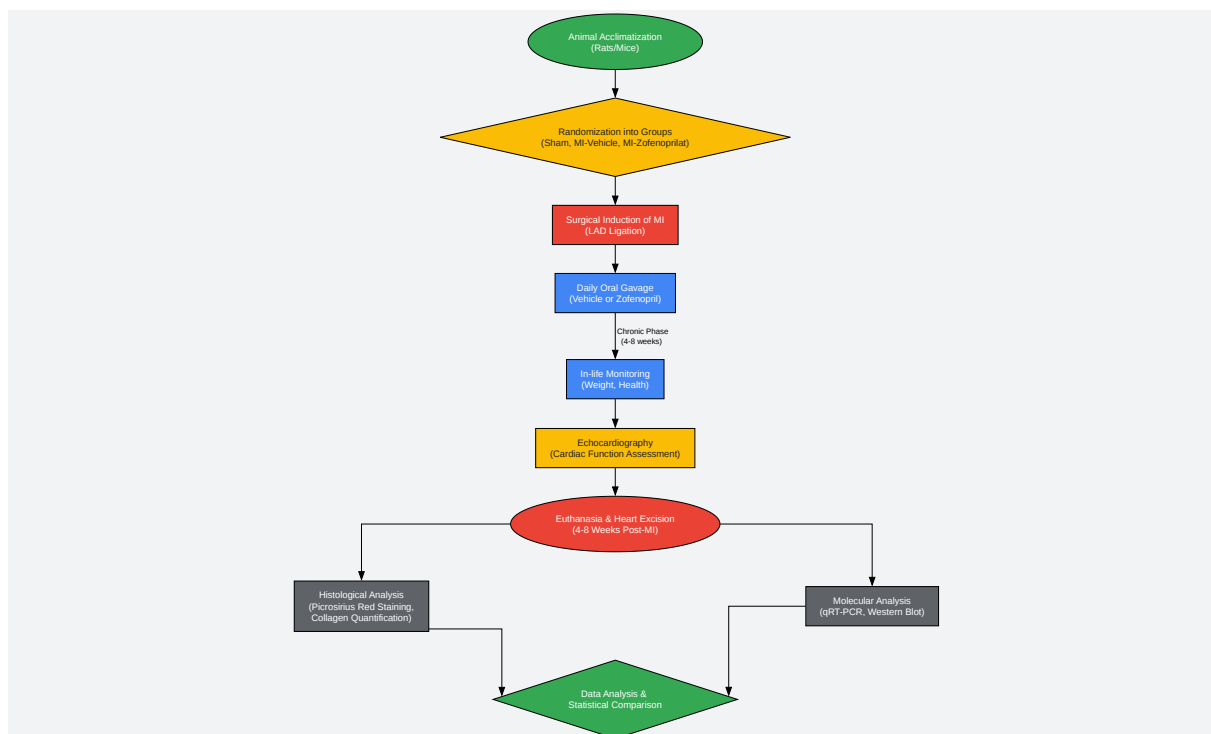 Animal Acclimatization
(Rats/Mice)
Randomization into Groups
(Sham, MI-Vehicle, MI-Zofenoprilat)
Surgical Induction of MI
(LAD Ligation)
Daily Oral Gavage
(Vehicle or Zofenopril)
Chronic Phase
(4-8 weeks)
In-life Monitoring
(Weight, Health)
Echocardiography
(Cardiac Function Assessment)
Euthanasia & Heart Excision
(4-8 Weeks Post-MI)
Histological Analysis
(Picrosirius Red Staining,
Collagen Quantification)
Molecular Analysis
(qRT-PCR, Western Blot)
Data Analysis &
Statistical Comparison